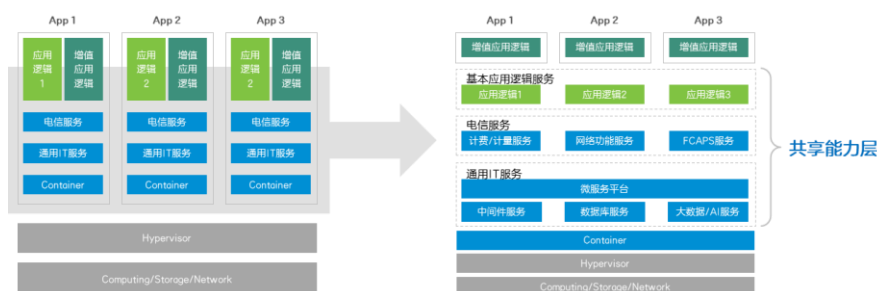 App 1
App 2
App 3
应用
逻辑
1
增值
应用
逻辑
应用
逻辑
2
增值
应用
逻辑
应用
逻辑
2
增值
应用
逻辑
电信服务
电信服务
电信服务
通用IT服务
通用IT服务
通用IT服务
Container
Container
Container
Hypervisor
Computing/Storage/Network
App 1
App 2
App 3
增值应用逻辑
增值应用逻辑
增值应用逻辑
基本应用逻辑服务
应用逻辑1
应用逻辑2
应用逻辑3
电信服务
计费/计量服务
网络功能服务
FCAPS服务
通用IT服务
微服务平台
中间件服务
数据库服务
大数据/AI服务
Container
Hypervisor
Computing/Storage/Network
共享能力层